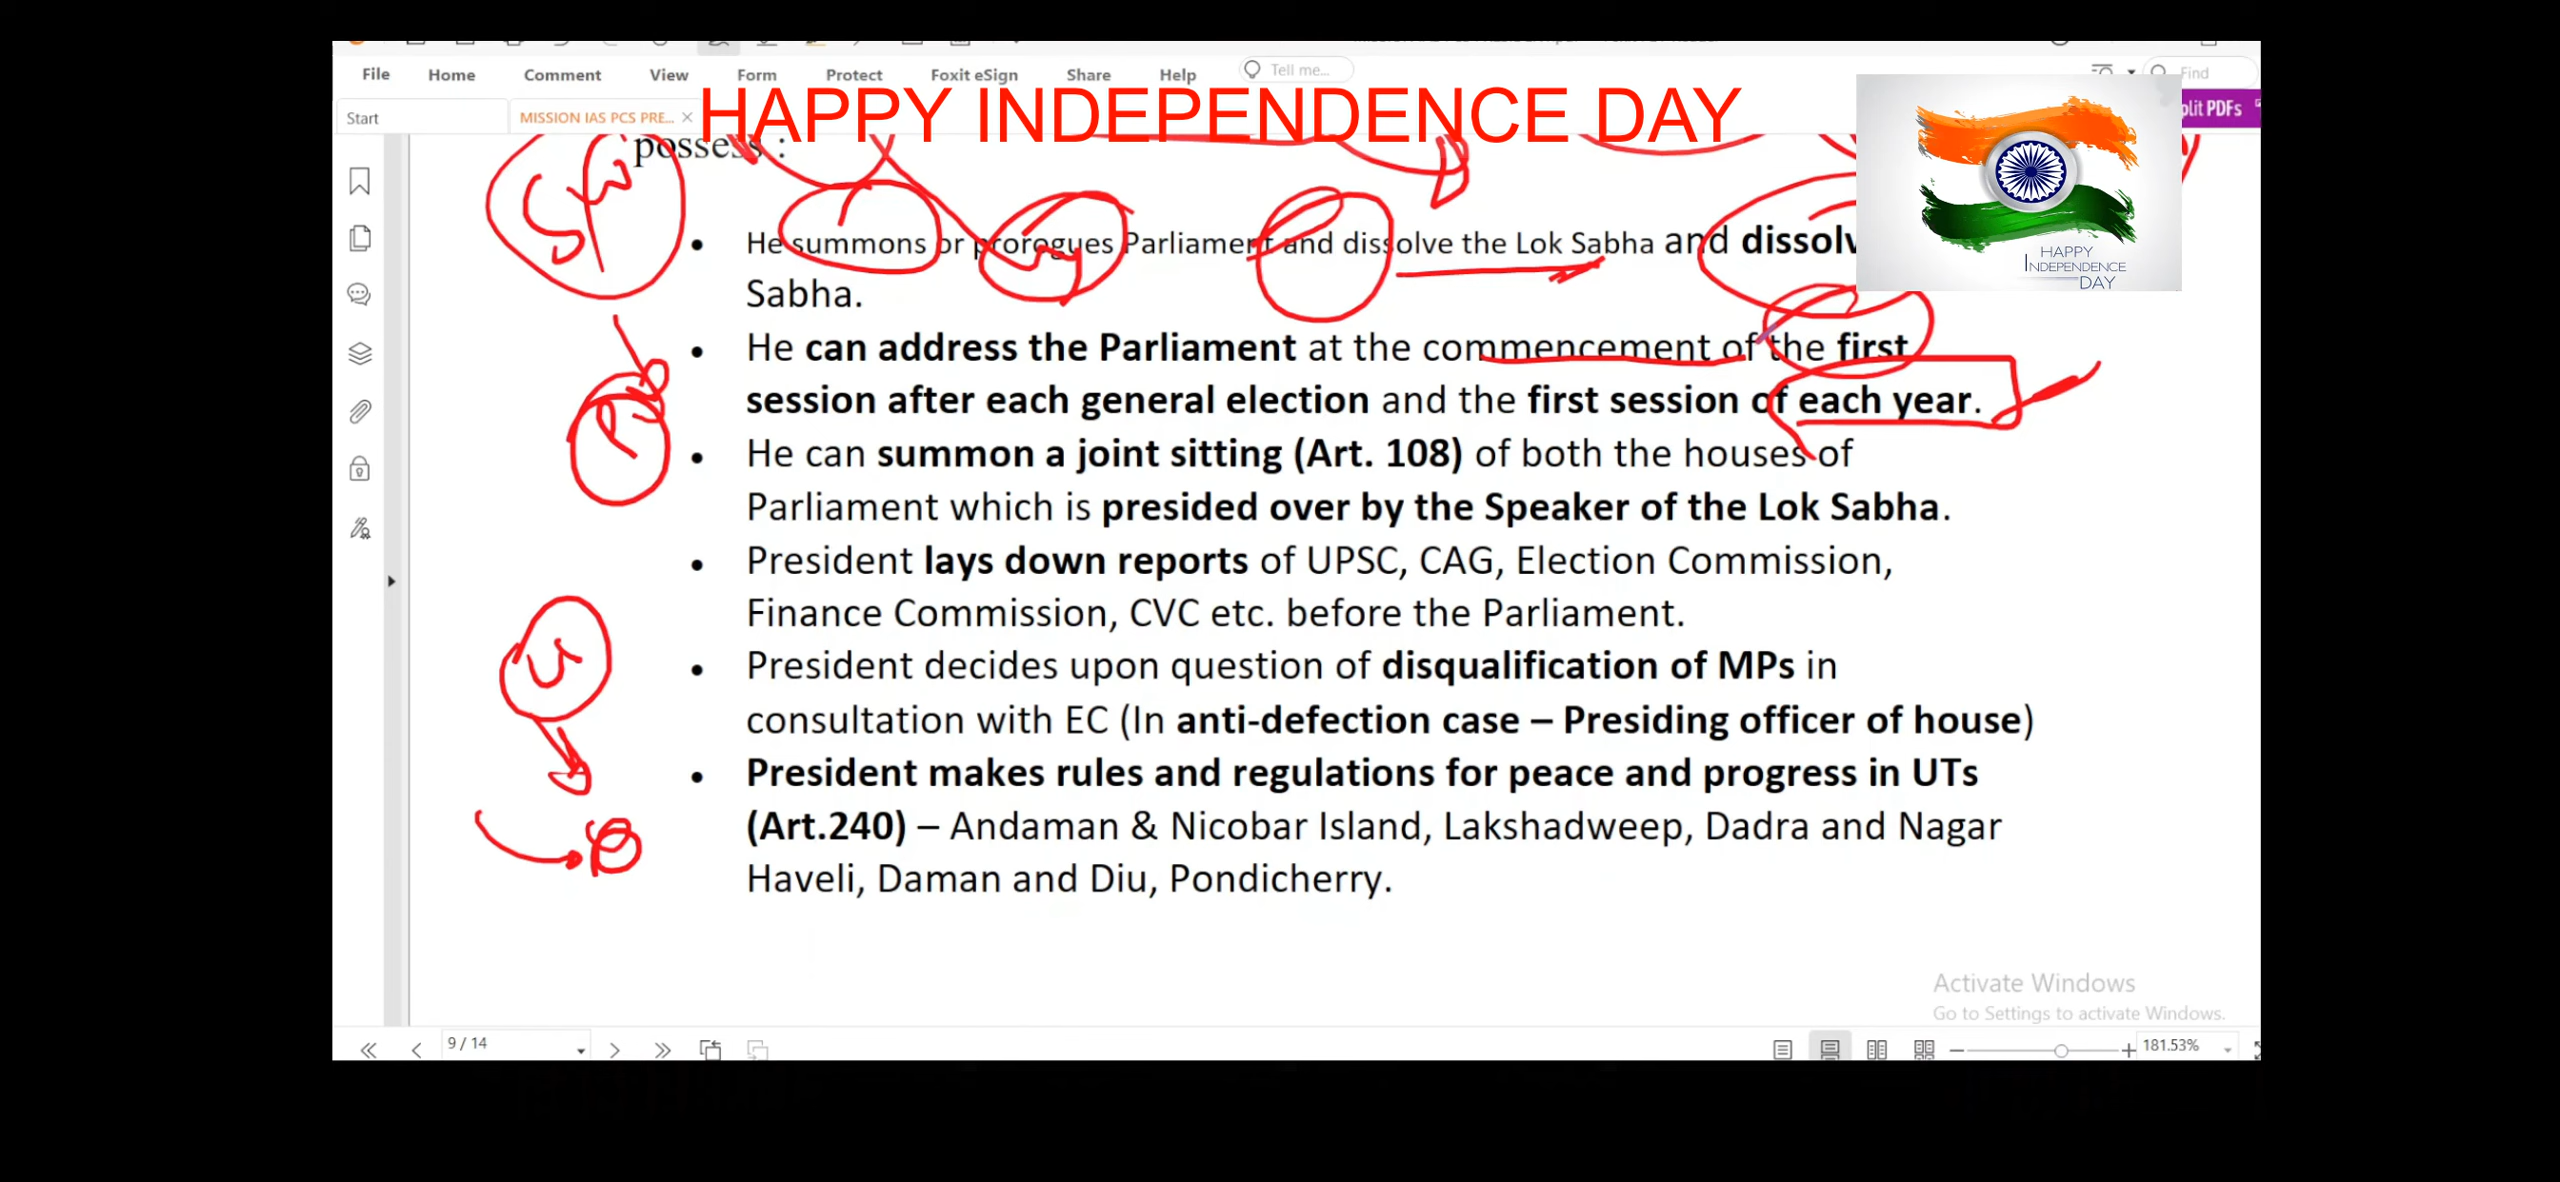 File Home Comment View Form Protect Foxit eSign Share Help Tell me... Find
Start MISSION IAS PCS PRE... plit PDFs
HAPPY INDEPENDENCE DAY
possess :
• He summons or prorogues Parliament and dissolve the Lok Sabha and dissolv
Sabha.
HAPPY
INDEPENDENCE
DAY
• He can address the Parliament at the commencement of the first
session after each general election and the first session of each year.
• He can summon a joint sitting (Art. 108) of both the houses of
Parliament which is presided over by the Speaker of the Lok Sabha.
• President lays down reports of UPSC, CAG, Election Commission,
Finance Commission, CVC etc. before the Parliament.
• President decides upon question of disqualification of MPs in
consultation with EC (In anti-defection case – Presiding officer of house)
• President makes rules and regulations for peace and progress in UTs
(Art.240) – Andaman & Nicobar Island, Lakshadweep, Dadra and Nagar
Haveli, Daman and Diu, Pondicherry.
Activate Windows
Go to Settings to activate Windows.
9 / 14 181.53%